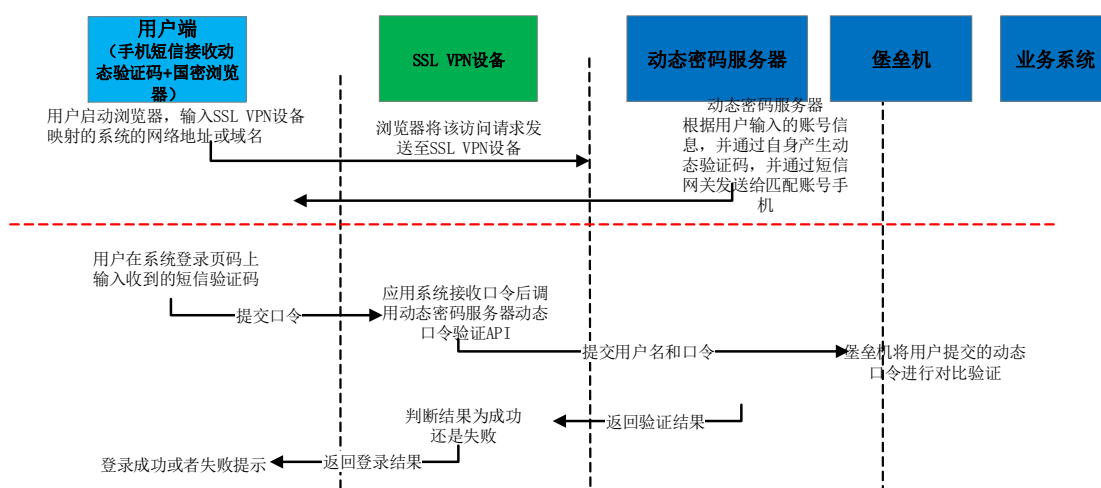 用户端
（手机短信接收动
态验证码+国密浏览
器）
SSL VPN设备
动态密码服务器
堡垒机
业务系统
用户启动浏览器，输入SSL VPN设备
映射的系统的网络地址或域名
浏览器将该访问请求发
送至SSL VPN设备
动态密码服务器
根据用户输入的账号信
息，并通过自身产生动
态验证码，并通过短信
网关发送给匹配账号手
机
用户在系统登录页码上
输入收到的短信验证码
提交口令
应用系统接收口令后调
用动态密码服务器动态
口令验证API
提交用户名和口令
堡垒机将用户提交的动态
口令进行对比验证
返回验证结果
判断结果为成功
还是失败
返回登录结果
登录成功或者失败提示